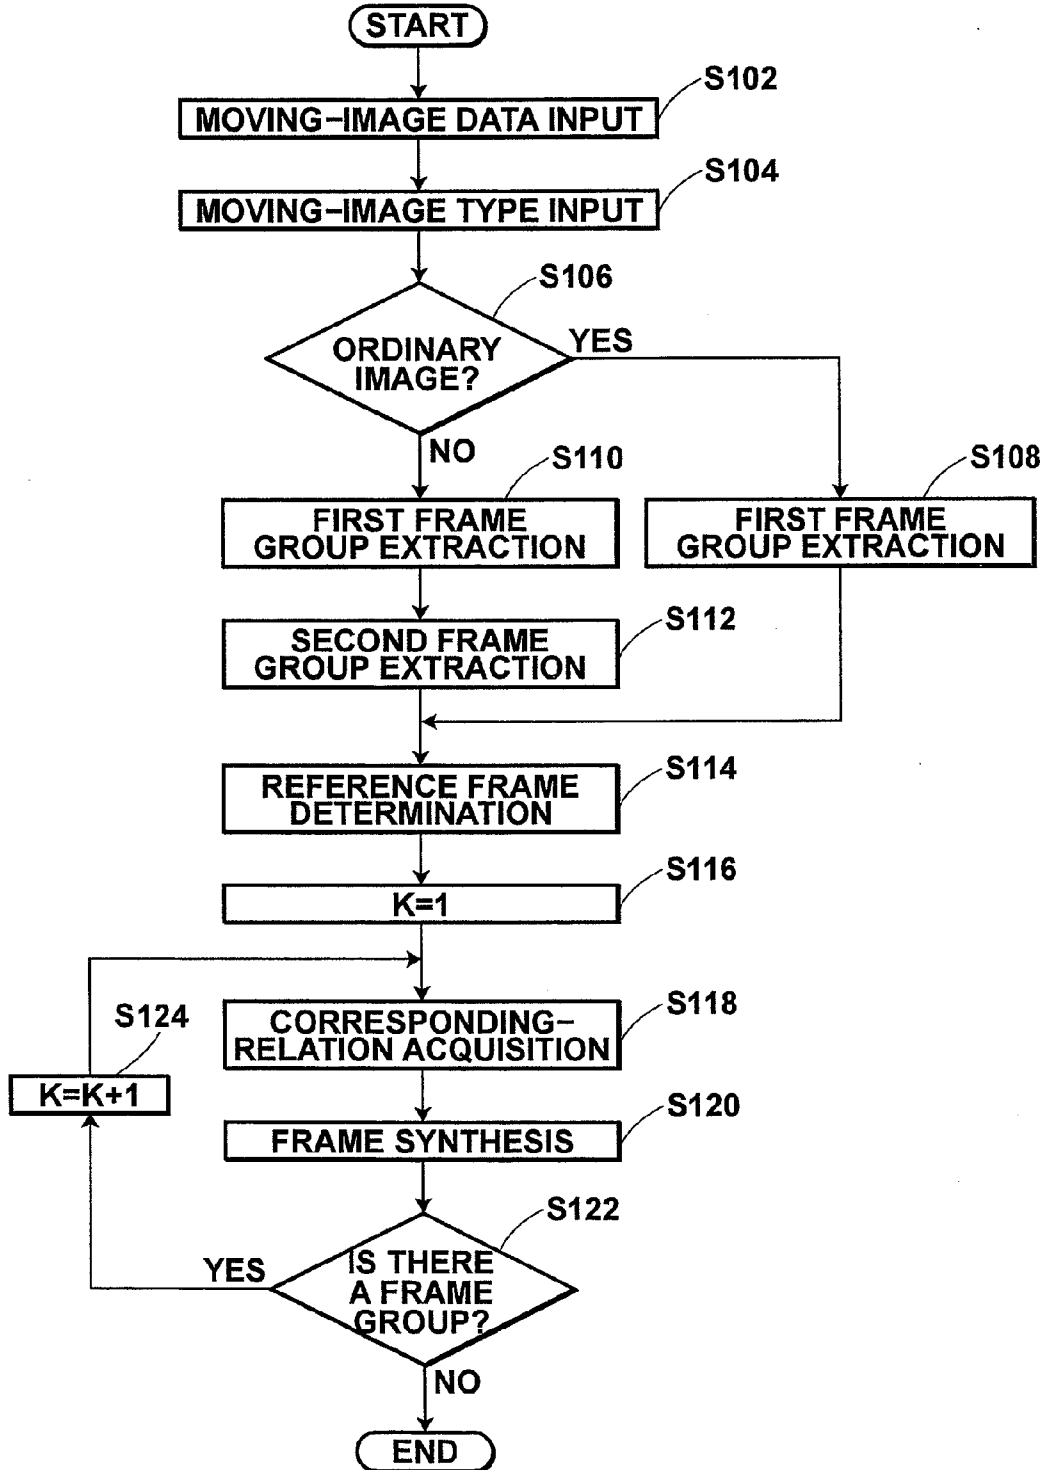 START
S102
MOVING-IMAGE DATA INPUT
S104
MOVING-IMAGE TYPE INPUT
S106
ORDINARY
IMAGE?
YES
NO
S110
FIRST FRAME
GROUP EXTRACTION
S108
FIRST FRAME
GROUP EXTRACTION
S112
SECOND FRAME
GROUP EXTRACTION
S114
REFERENCE FRAME
DETERMINATION
S116
K=1
S118
CORRESPONDING-
RELATION ACQUISITION
S124
K=K+1
S120
FRAME SYNTHESIS
S122
IS THERE
A FRAME
GROUP?
YES
NO
END